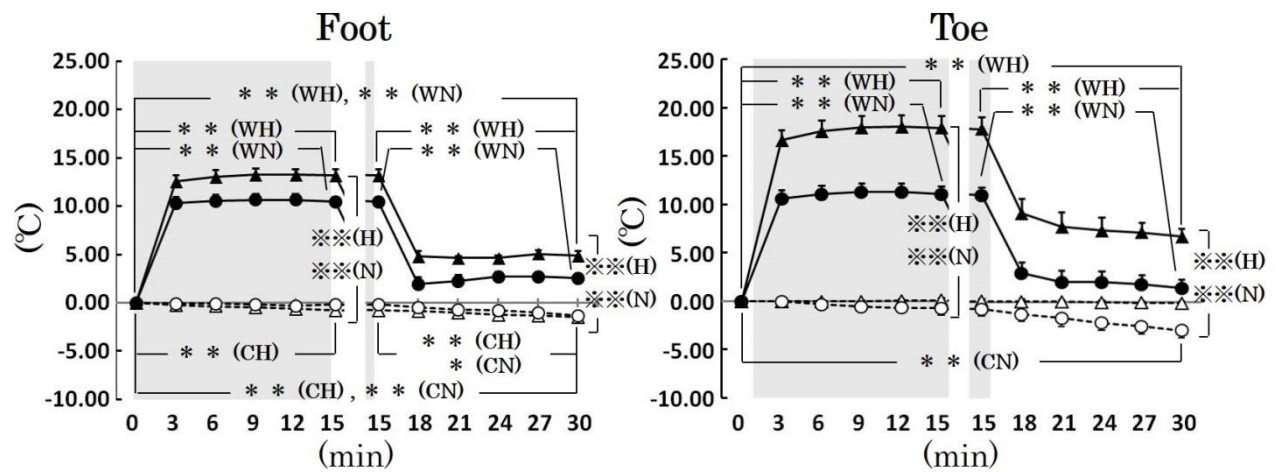 Foot
25.00
20.00
15.00
10.00
5.00
0.00
-5.00
-10.00
(℃)
＊＊ (WH), ＊＊ (WN)
＊＊ (WH)
＊＊ (WN)
＊＊ (WH)
＊＊ (WN)
※※(H)
※※(N)
※※(H)
※※(N)
＊＊ (CH)
＊＊ (CH)
＊ (CN)
＊＊ (CH), ＊＊ (CN)
0 3 6 9 12 15 15 18 21 24 27 30
(min)
Toe
25.00
20.00
15.00
10.00
5.00
0.00
-5.00
-10.00
(℃)
＊＊ (WH)
＊＊ (WH)
＊＊ (WN)
＊＊ (WH)
＊＊ (WN)
※※(H)
※※(N)
※※(H)
※※(N)
＊＊ (CN)
0 3 6 9 12 15 15 18 21 24 27 30
(min)